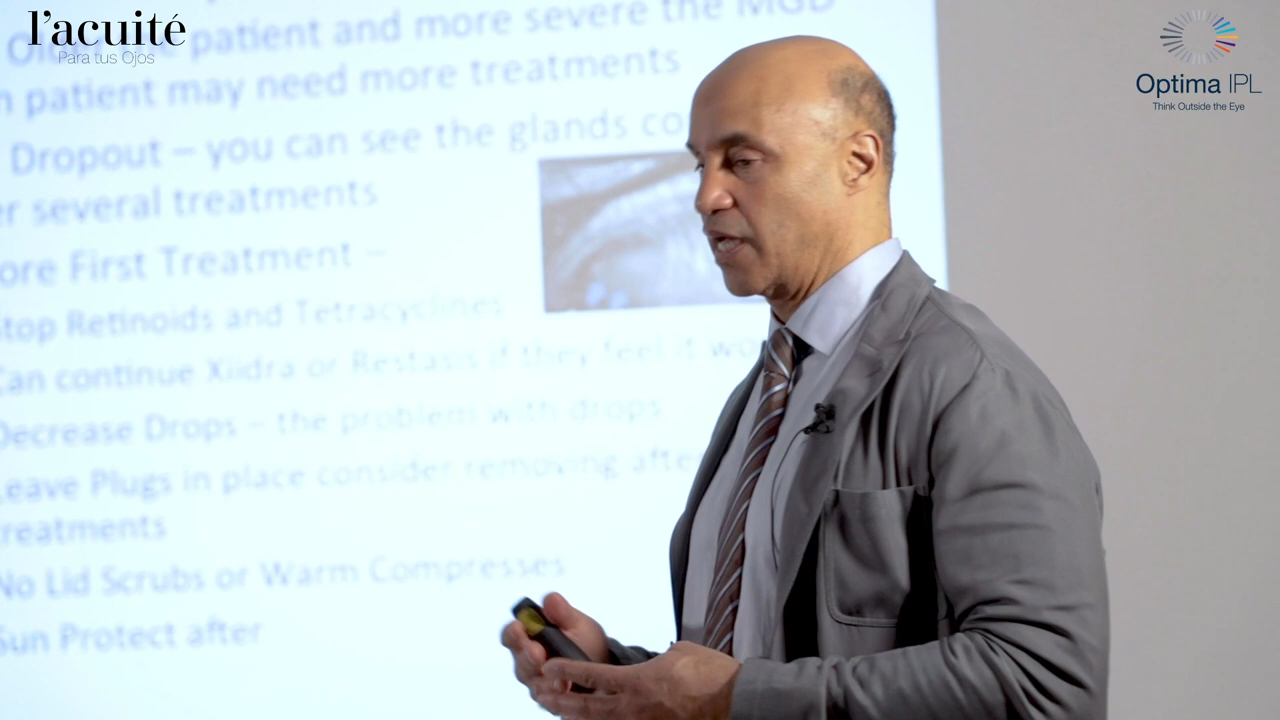 l'acuité
Para tus Ojos
Optima IPL
Think Outside the Eye
patient and more severe the MGD
patient may need more treatments
Dropout – you can see the glands co
er several treatments
ore First Treatment –
top Retinoids and Tetracyclines
Can continue Xiidra or Restasis if they feel it wo
Decrease Drops – the problem with drops
Leave Plugs in place consider removing afte
treatments
No Lid Scrubs or Warm Compresses
Sun Protect after